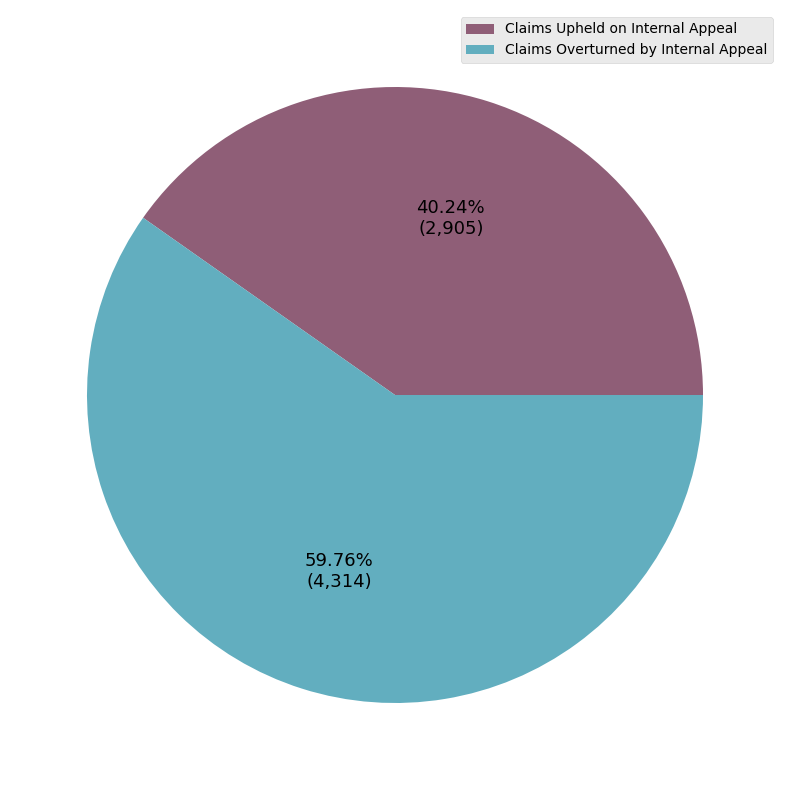 Claims Upheld on Internal Appeal
Claims Overturned by Internal Appeal
40.24%
(2,905)
59.76%
(4,314)